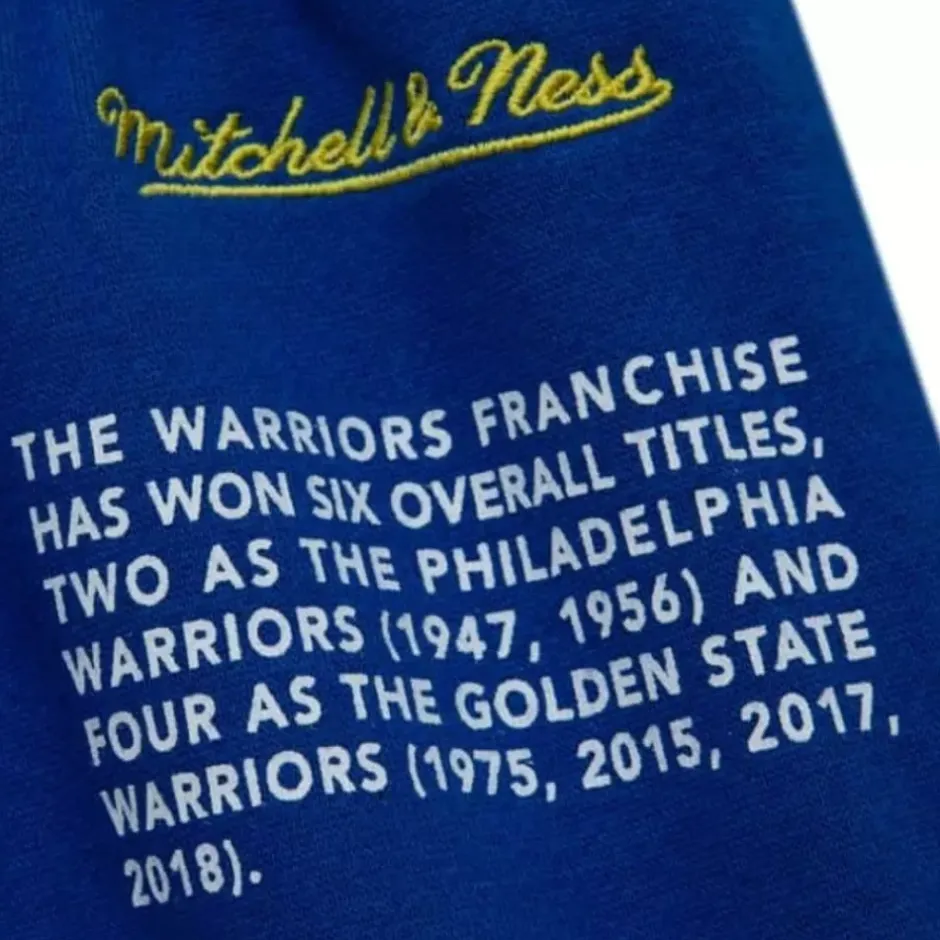 Mitchell & Ness
THE WARRIORS FRANCHISE
HAS WON SIX OVERALL TITLES,
TWO AS THE PHILADELPHIA
WARRIORS (1947, 1956) AND
FOUR AS THE GOLDEN STATE
WARRIORS (1975, 2015, 2017,
2018).